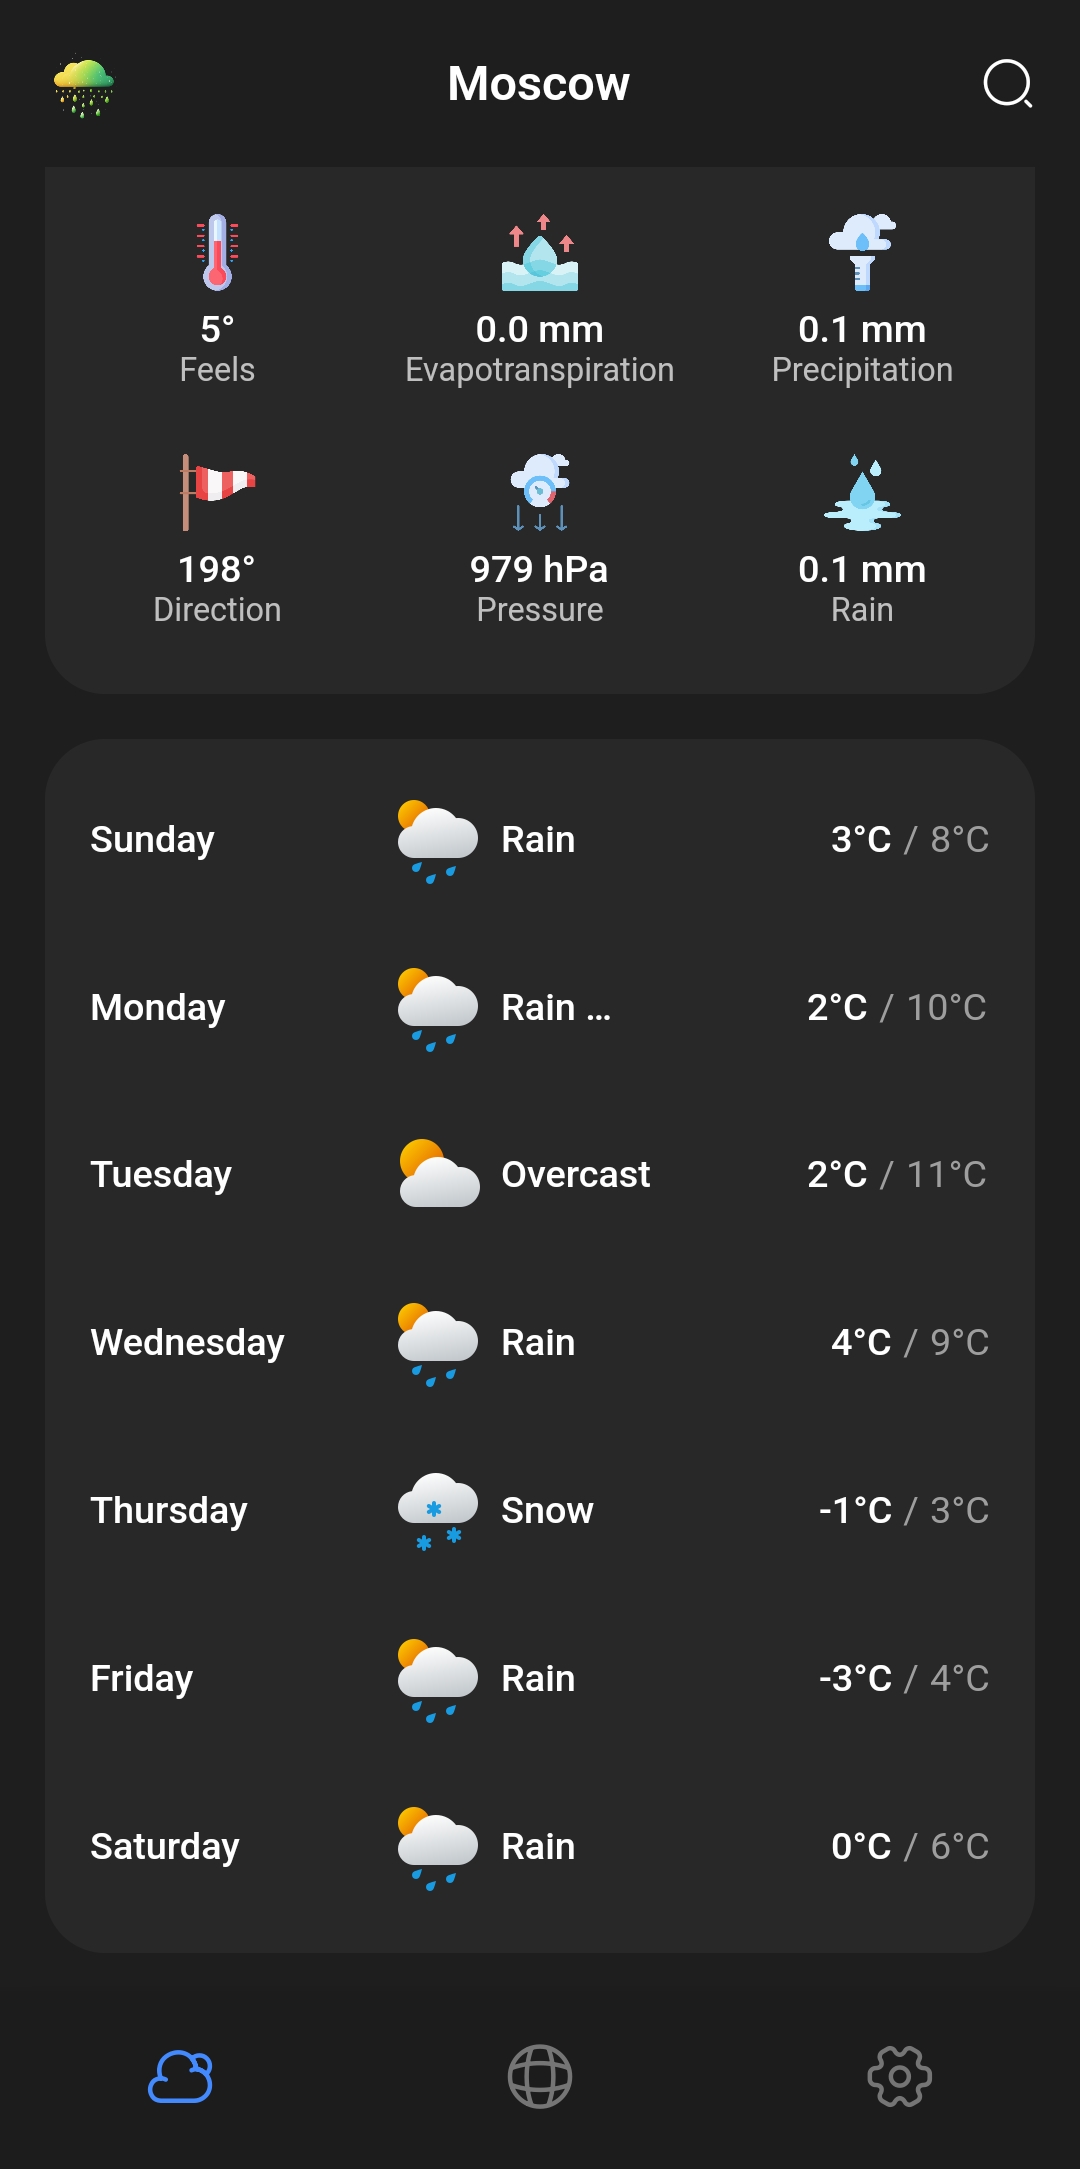 Moscow
5° 0.0 mm 0.1 mm
Feels Evapotranspiration Precipitation
198° 979 hPa 0.1 mm
Direction Pressure Rain
Sunday Rain 3°C / 8°C
Monday Rain ... 2°C / 10°C
Tuesday Overcast 2°C / 11°C
Wednesday Rain 4°C / 9°C
Thursday Snow -1°C / 3°C
Friday Rain -3°C / 4°C
Saturday Rain 0°C / 6°C